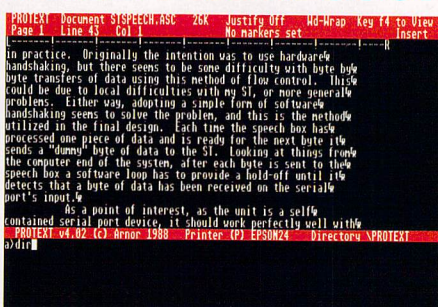 PROTEXT Document STSPEECH.ASC 26K Justify Off Wd-Wrap Key f4 to View
Page 1 Line 43 Col 1 No markers set Insert
L-------!-------!-------!-------!-------!-------!-------!-------R
in practice. Originally the intention was to use hardware
handshaking, but there seems to be some difficulty with byte by
byte transfers of data using this method of flow control. This
could be due to local difficulties with my ST, or more general
problems. Either way, adopting a simple form of software
handshaking seems to solve the problem, and this is the method
utilized in the final design. Each time the speech box has
processed one piece of data and is ready for the next byte it
sends a "dummy" byte of data to the ST. Looking at things from
the computer end of the system, after each byte is sent to the
speech box a software loop has to provide a hold-off until it
detects that a byte of data has been received on the serial
port's input.
As a point of interest, as the unit is a self
contained serial port device, it should work perfectly well with
PROTEXT v4.02 (c) Arnor 1988 Printer (P) EPSON24 Directory \PROTEXT
a)dir